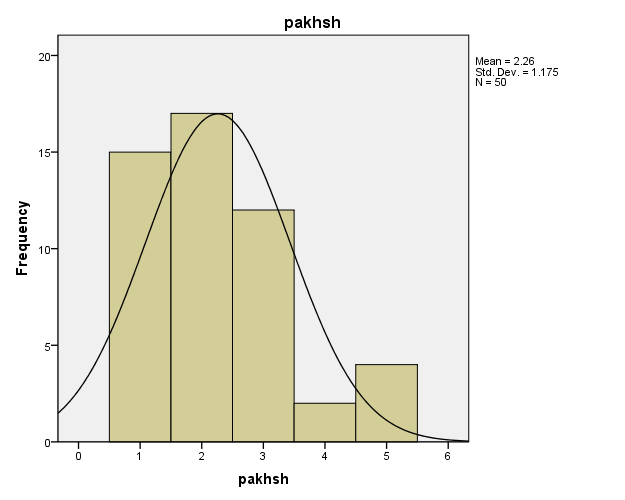 pakhsh
Mean = 2.26
Std. Dev. = 1.175
N = 50
20
15
10
5
0
Frequency
0 1 2 3 4 5 6
pakhsh